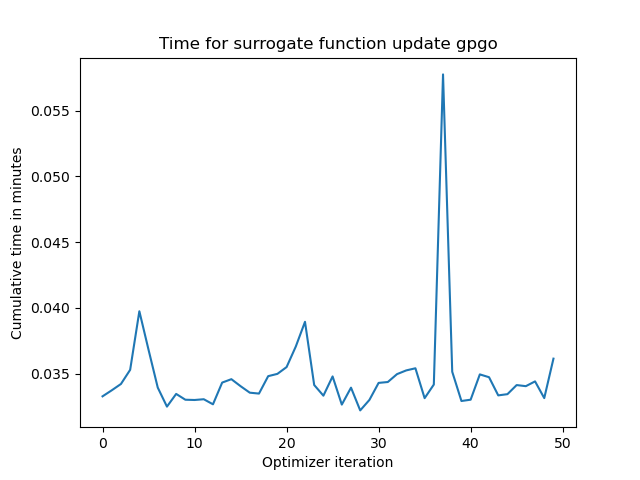 Time for surrogate function update gpgo
Cumulative time in minutes
0.055
0.050
0.045
0.040
0.035
0 10 20 30 40 50
Optimizer iteration